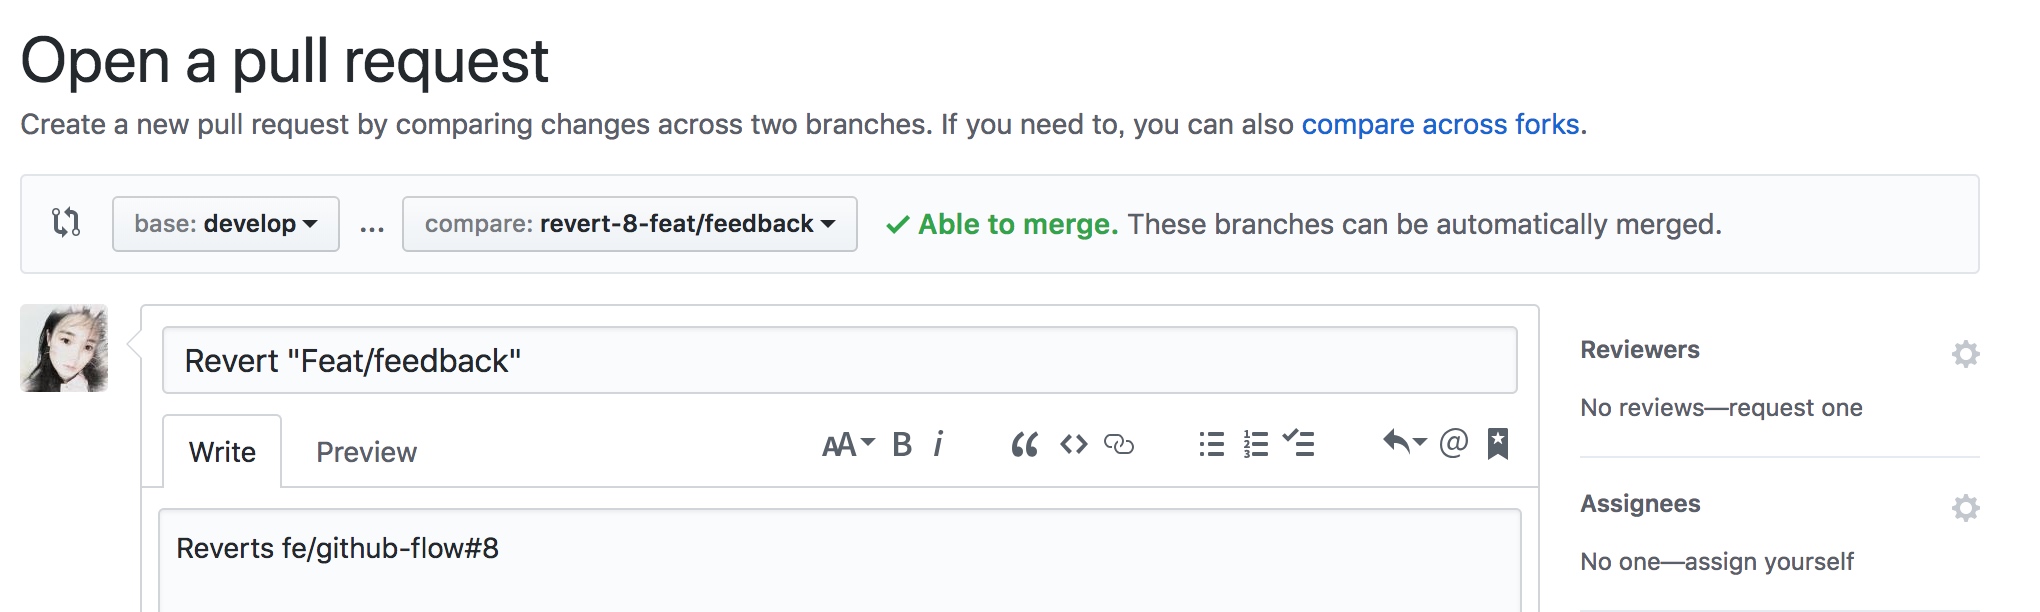 Open a pull request
Create a new pull request by comparing changes across two branches. If you need to, you can also compare across forks.
base: develop ... compare: revert-8-feat/feedback Able to merge. These branches can be automatically merged.
Revert "Feat/feedback"
Write Preview AA B i @
Reverts fe/github-flow#8
Reviewers
No reviews—request one
Assignees
No one—assign yourself